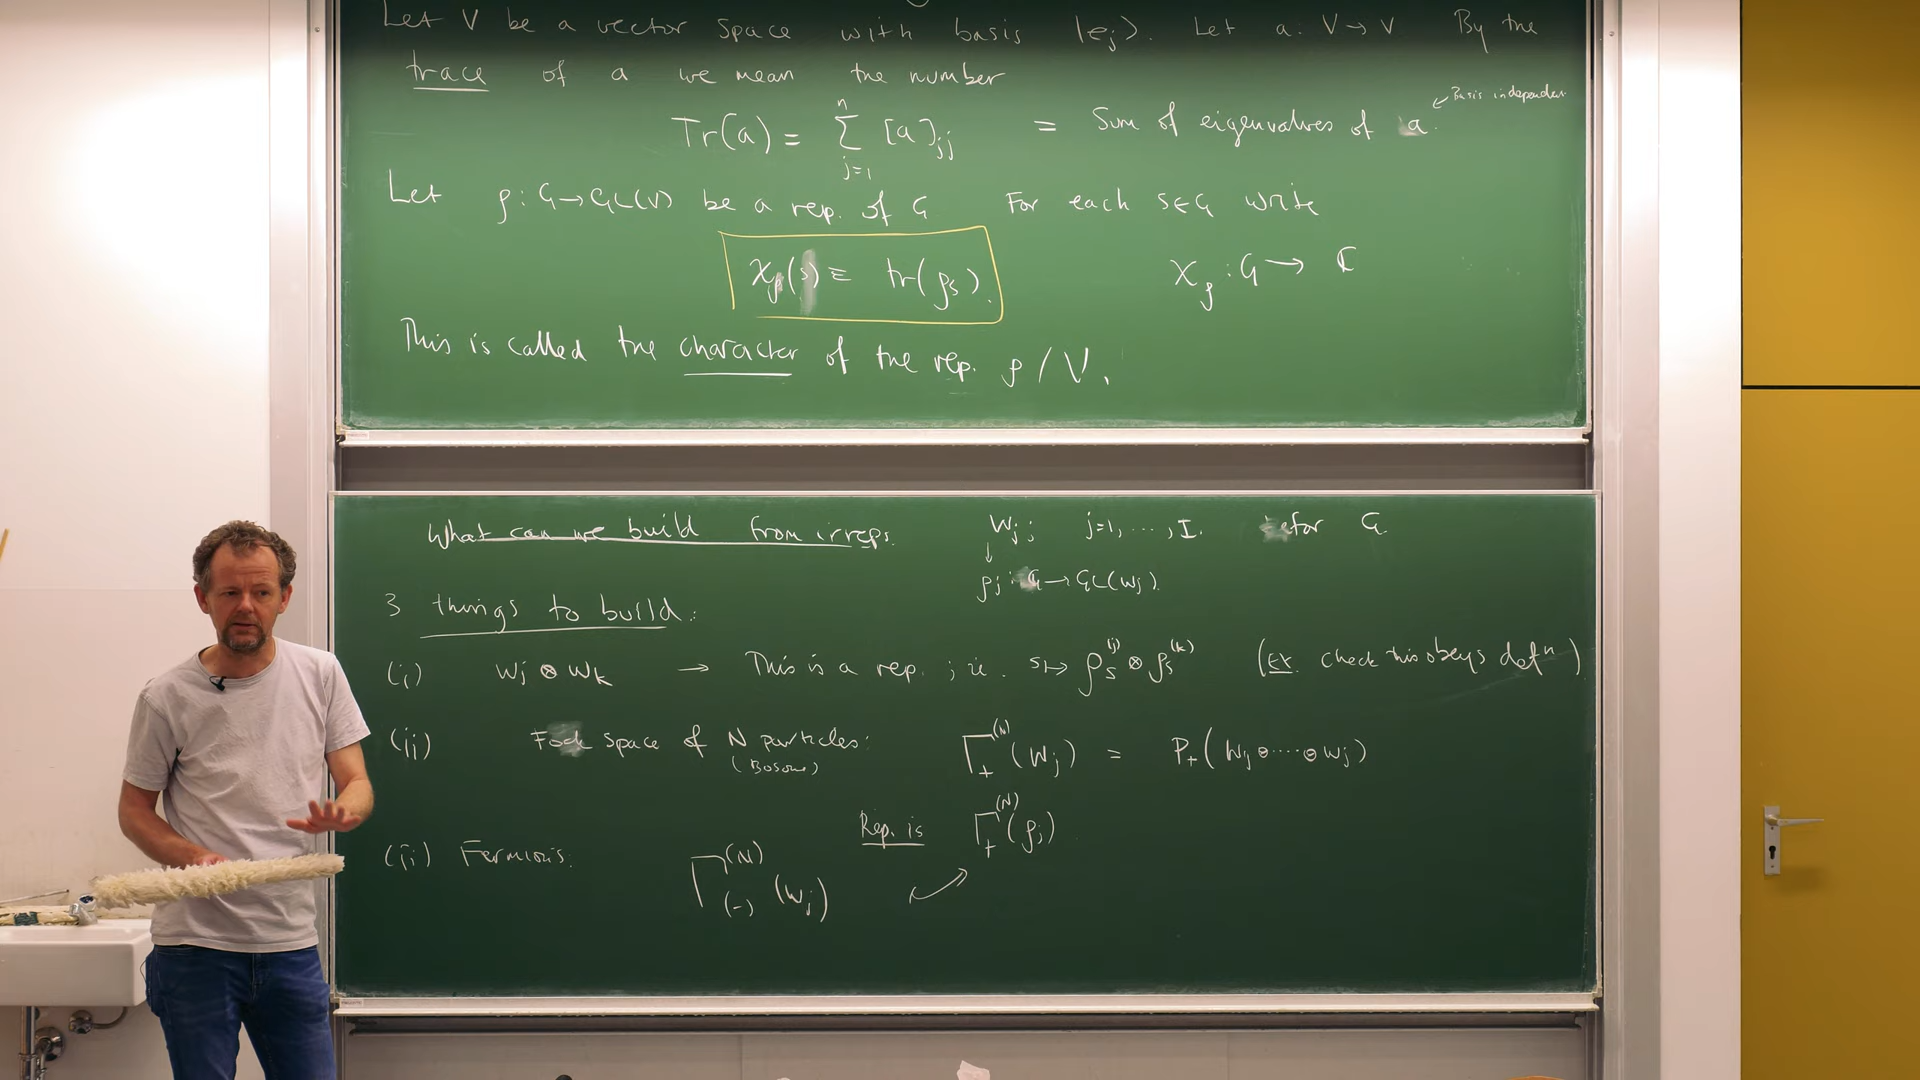 Let V be a vector space with basis |e_j⟩. Let a: V→V By the
trace of a we mean the number
Tr(a) = Σ_{j=1}^{n} [a]_{jj} = Sum of eigenvalues of a. ↙ Basis independent
Let ρ: G→GL(V) be a rep. of G For each s∈G write
χ_ρ(s) ≡ tr(ρ_s). χ_ρ: G → ℂ
This is called the character of the rep. ρ / V.
What can we build from irreps. W_j; j=1, ..., I. for G.
↓
ρ_j: G→GL(W_j).
3 things to build:
(i) W_j ⊗ W_k → This is a rep. ; ie. s↦ ρ_s^{(j)} ⊗ ρ_s^{(k)} (Ex. check this obeys defⁿ)
(ii) Fock space of N particles: Γ_+^{(N)}(W_j) = P_+(W_j⊗....⊗W_j)
(Bosons)
Rep. is Γ_+^{(N)}(ρ_j)
(ii) Fermions: Γ_{(-)}^{(N)}(W_j)